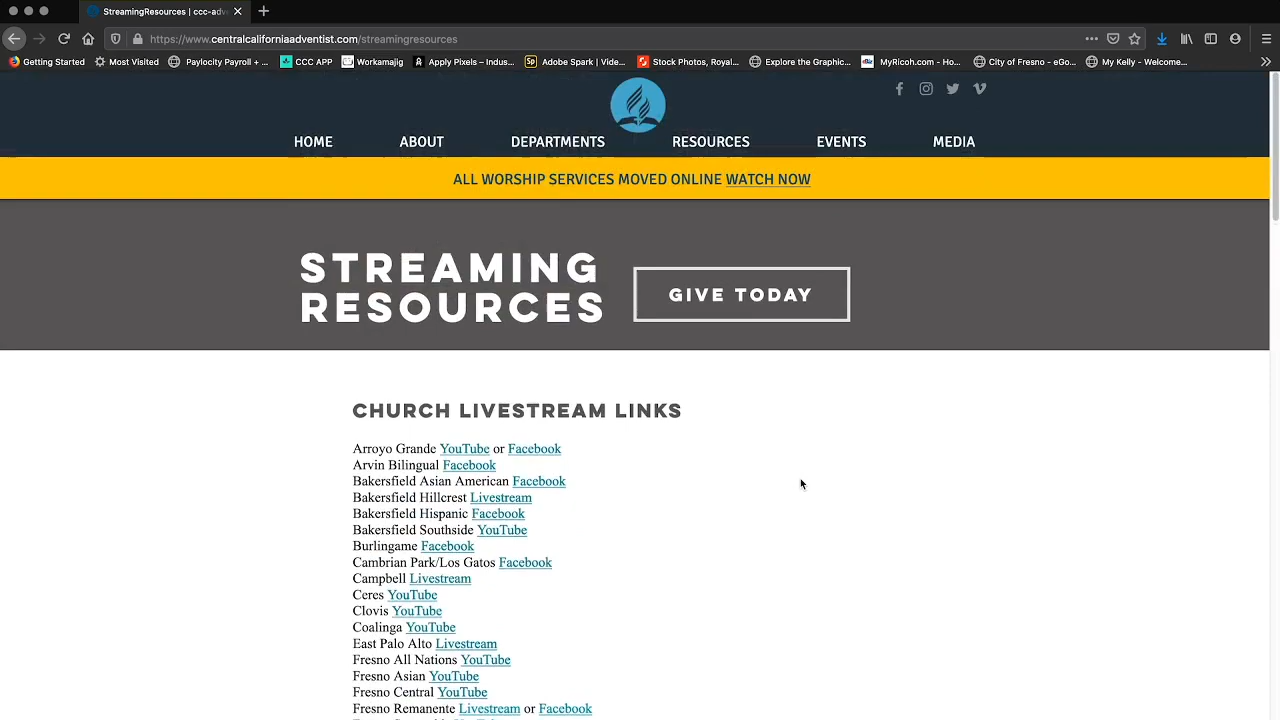 StreamingResources | ccc-adv
https://www.centralcaliforniaadventist.com/streamingresources
Getting Started Most Visited Paylocity Payroll + ... CCC APP Workamajig Apply Pixels – Indus... Adobe Spark | Vide... Stock Photos, Royal... Explore the Graphic... MyRicoh.com - Ho... City of Fresno - eGo... My Kelly - Welcome...
HOME ABOUT DEPARTMENTS RESOURCES EVENTS MEDIA
ALL WORSHIP SERVICES MOVED ONLINE WATCH NOW
STREAMING
RESOURCES
GIVE TODAY
CHURCH LIVESTREAM LINKS
Arroyo Grande YouTube or Facebook
Arvin Bilingual Facebook
Bakersfield Asian American Facebook
Bakersfield Hillcrest Livestream
Bakersfield Hispanic Facebook
Bakersfield Southside YouTube
Burlingame Facebook
Cambrian Park/Los Gatos Facebook
Campbell Livestream
Ceres YouTube
Clovis YouTube
Coalinga YouTube
East Palo Alto Livestream
Fresno All Nations YouTube
Fresno Asian YouTube
Fresno Central YouTube
Fresno Remanente Livestream or Facebook